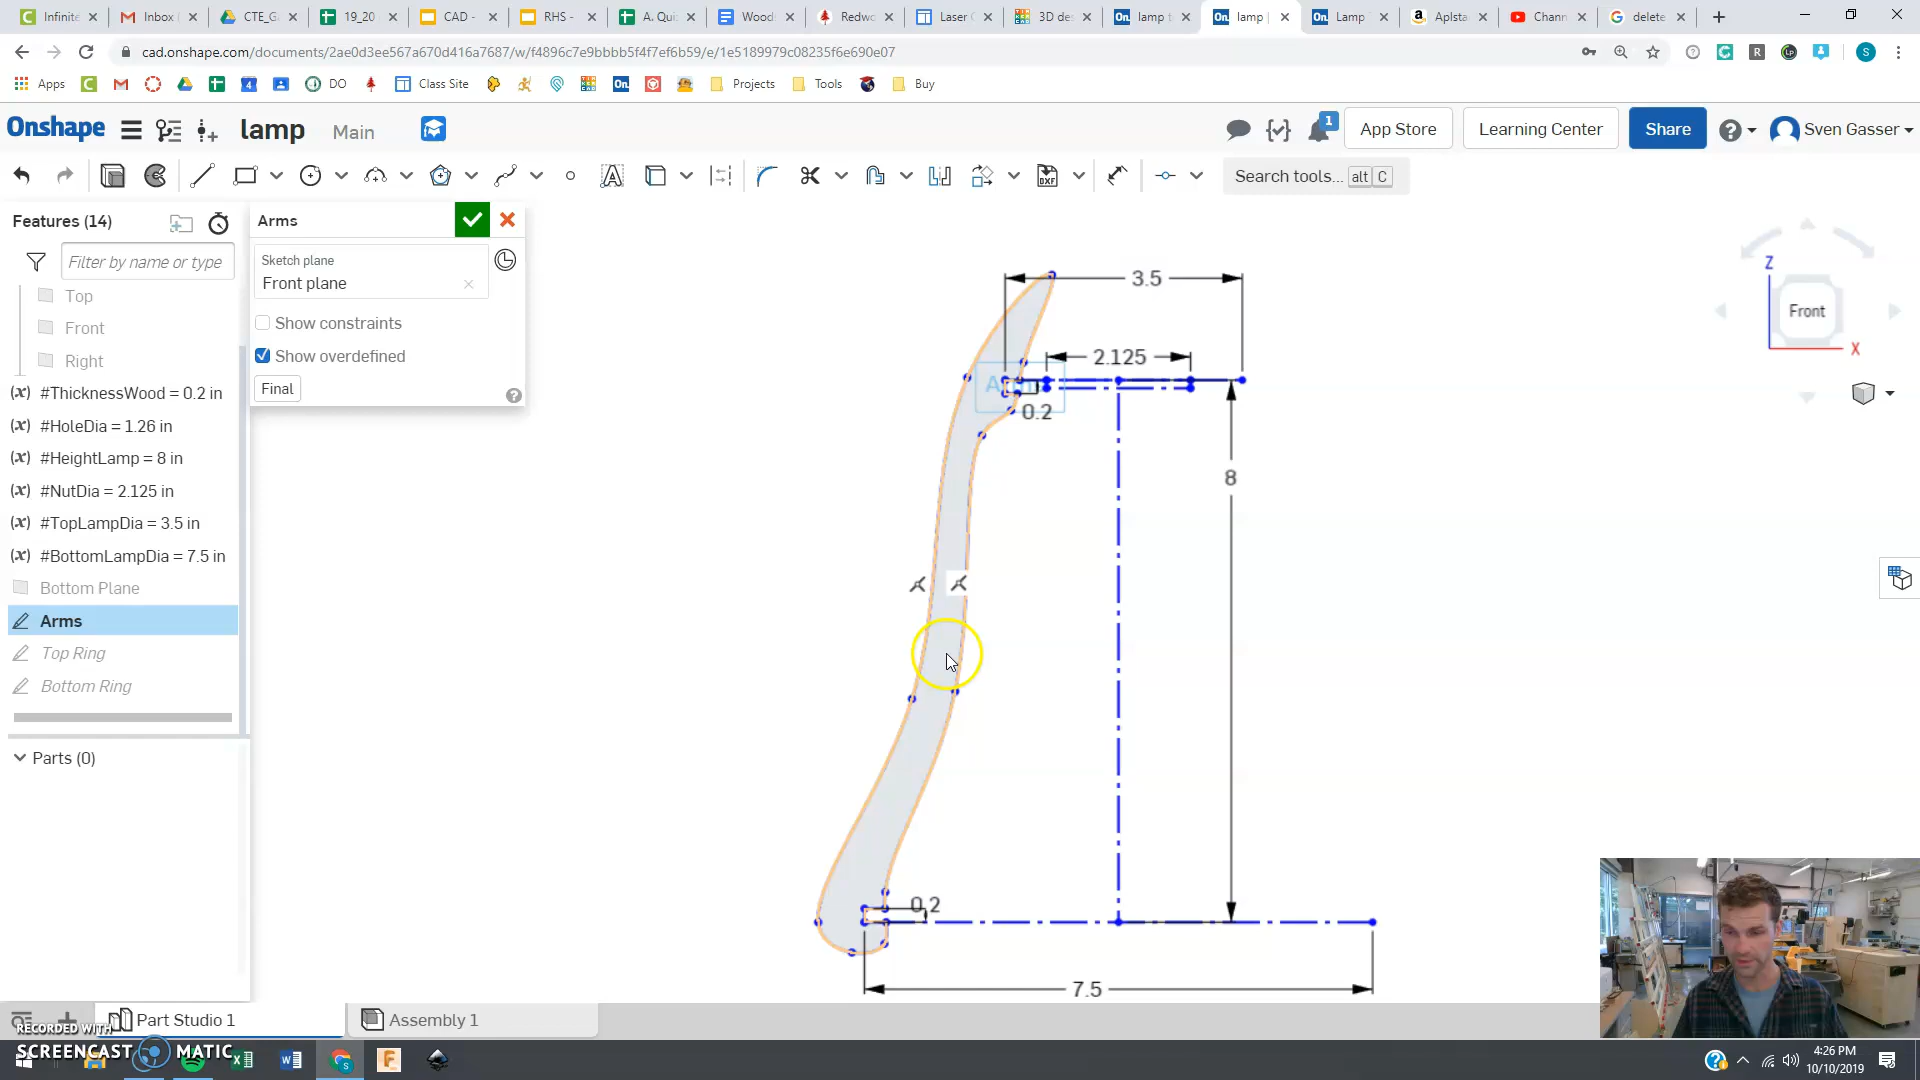 Infinite
Inbox (
CTE_G
19_20
CAD -
RHS -
A. Qui
Wood
Redwo
Laser C
3D de
On. lamp t
On. lamp |
On. Lamp
Aplsta
Chann
delete
cad.onshape.com/documents/2ae0d3ee567a670d416a7687/w/f4896c7e9bbbb5f4f7ef6b59/e/1e5189979c08235f6e690e07
Apps
DO
Class Site
On.
Projects
Tools
Buy
Onshape
lamp
Main
1
App Store
Learning Center
Share
Sven Gasser
Search tools... alt C
Features (14)
Filter by name or type
Top
Front
Right
(x) #ThicknessWood = 0.2 in
(x) #HoleDia = 1.26 in
(x) #HeightLamp = 8 in
(x) #NutDia = 2.125 in
(x) #TopLampDia = 3.5 in
(x) #BottomLampDia = 7.5 in
Bottom Plane
Arms
Top Ring
Bottom Ring
Parts (0)
Arms
Sketch plane
Front plane
Show constraints
Show overdefined
Final
3.5
2.125
0.2
8
0.2
7.5
Z
Front
X
Part Studio 1
Assembly 1
RECORDED WITH
SCREENCAST MATIC
4:26 PM
10/10/2019